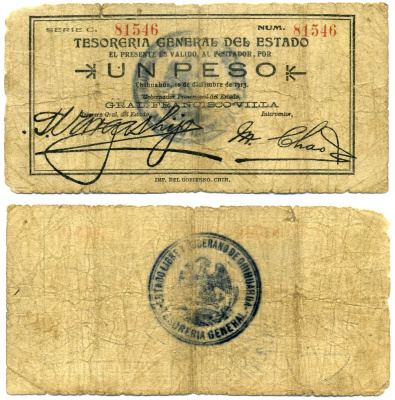 SERIE C. 81546 NUM. 81546
TESORERIA GENERAL DEL ESTADO
EL PRESENTE ES VALIDO, AL PORTADOR, POR
UN PESO
Chihuahua, 10 de diciembre de 1913.
Gobernador Provisional del Estado,
GRAL. FRANCISCO VILLA
Tesorero Gral. del Estado, Interventor,
M. Chao
IMP. DEL GOBIERNO, CHIH.
ESTADO LIBRE Y SOBERANO DE CHIHUAHUA
TESORERIA GENERAL